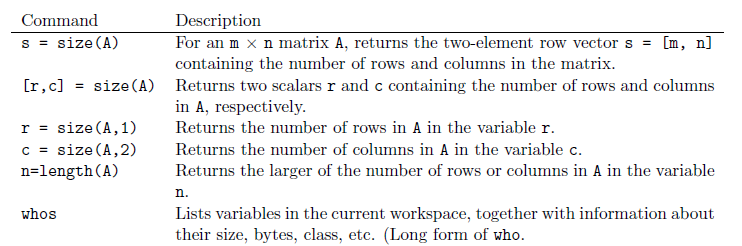 Command Description
s = size(A) For an m × n matrix A, returns the two-element row vector s = [m, n]
containing the number of rows and columns in the matrix.
[r,c] = size(A) Returns two scalars r and c containing the number of rows and columns
in A, respectively.
r = size(A,1) Returns the number of rows in A in the variable r.
c = size(A,2) Returns the number of columns in A in the variable c.
n=length(A) Returns the larger of the number of rows or columns in A in the variable
n.
whos Lists variables in the current workspace, together with information about
their size, bytes, class, etc. (Long form of who.